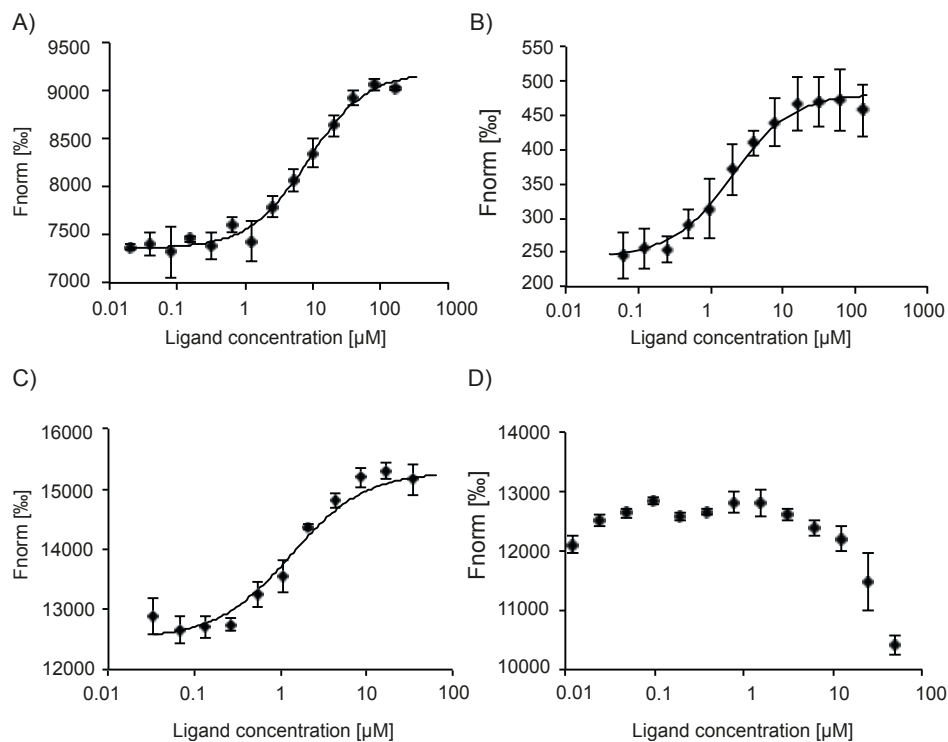 A)
9500
9000
8500
8000
7500
7000
Fnorm [‰]
0.01 0.1 1 10 100 1000
Ligand concentration [µM]
B)
550
500
450
400
350
300
250
200
Fnorm [‰]
0.01 0.1 1 10 100 1000
Ligand concentration [µM]
C)
16000
15000
14000
13000
12000
Fnorm [‰]
0.01 0.1 1 10 100
Ligand concentration [µM]
D)
14000
13000
12000
11000
10000
Fnorm [‰]
0.01 0.1 1 10 100
Ligand concentration [µM]